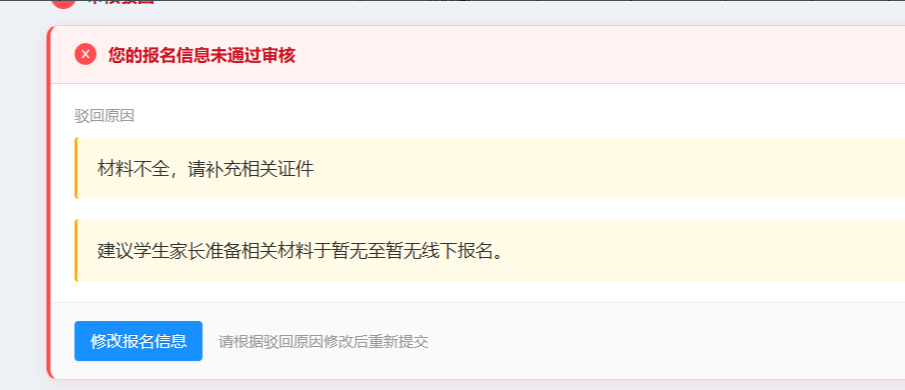 您的报名信息未通过审核
驳回原因
材料不全，请补充相关证件
建议学生家长准备相关材料于暂无至暂无线下报名。
修改报名信息
请根据驳回原因修改后重新提交